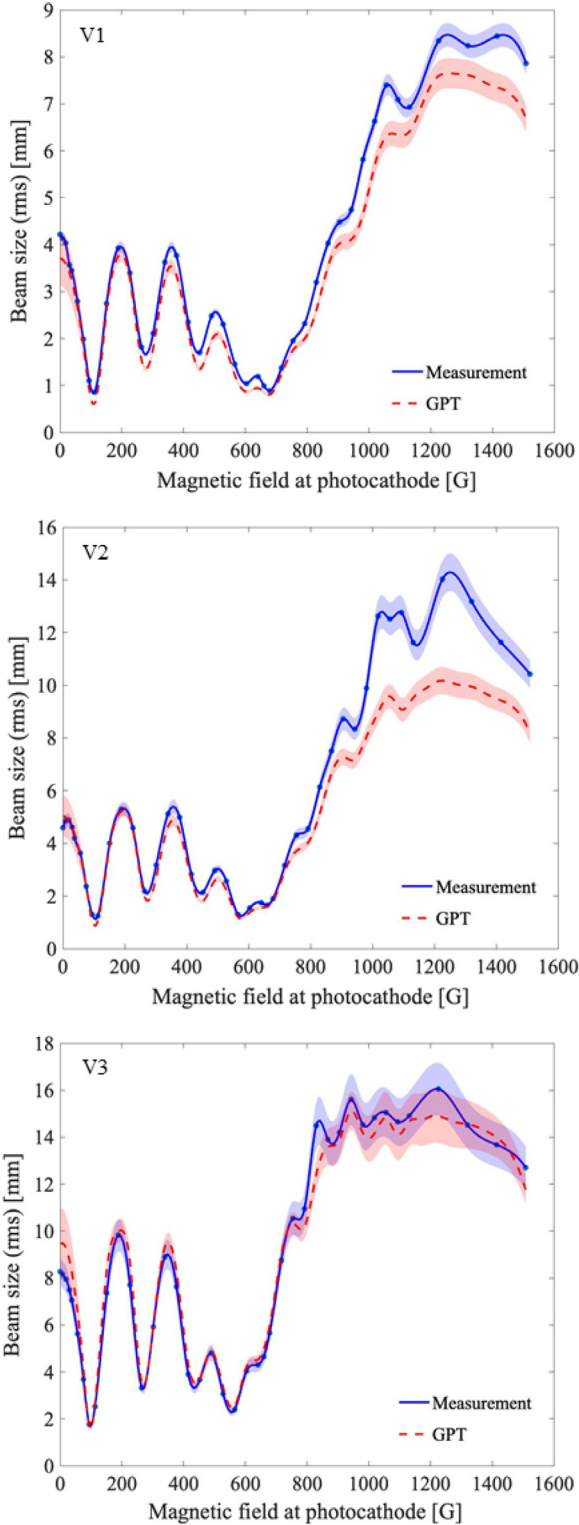 V1
9
8
7
6
5
4
3
2
1
0
Beam size (rms) [mm]
Measurement
GPT
0 200 400 600 800 1000 1200 1400 1600
Magnetic field at photocathode [G]
V2
16
14
12
10
8
6
4
2
0
Beam size (rms) [mm]
Measurement
GPT
0 200 400 600 800 1000 1200 1400 1600
Magnetic field at photocathode [G]
V3
18
16
14
12
10
8
6
4
2
0
Beam size (rms) [mm]
Measurement
GPT
0 200 400 600 800 1000 1200 1400 1600
Magnetic field at photocathode [G]